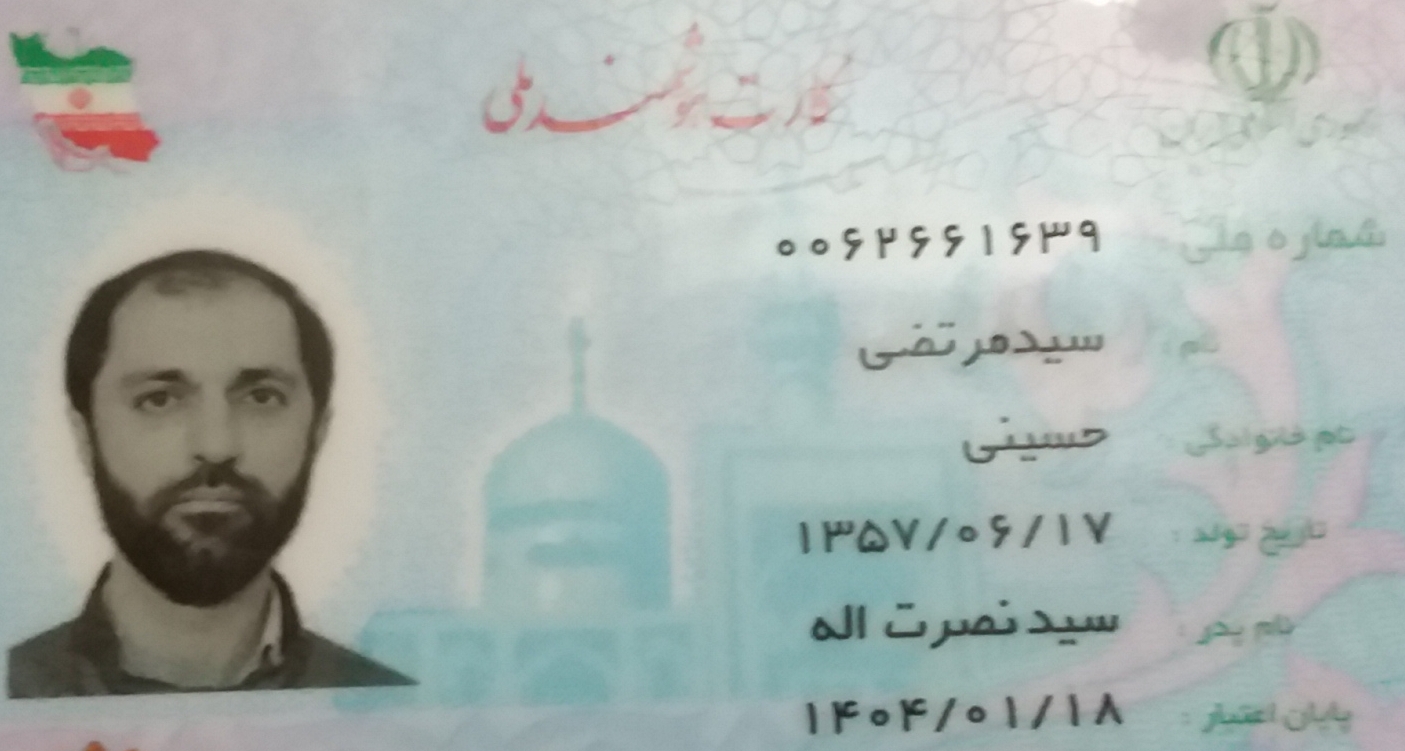 کارت هوشمند ملی
جمهوری اسلامی ایران
شماره ملی : ۰۰۶۲۶۶۱۶۳۹
نام : سیدمرتضی
نام خانوادگی : حسینی
تاریخ تولد : ۱۳۵۷/۰۶/۱۷
نام پدر : سید نصرت اله
پایان اعتبار : ۱۴۰۴/۰۱/۱۸